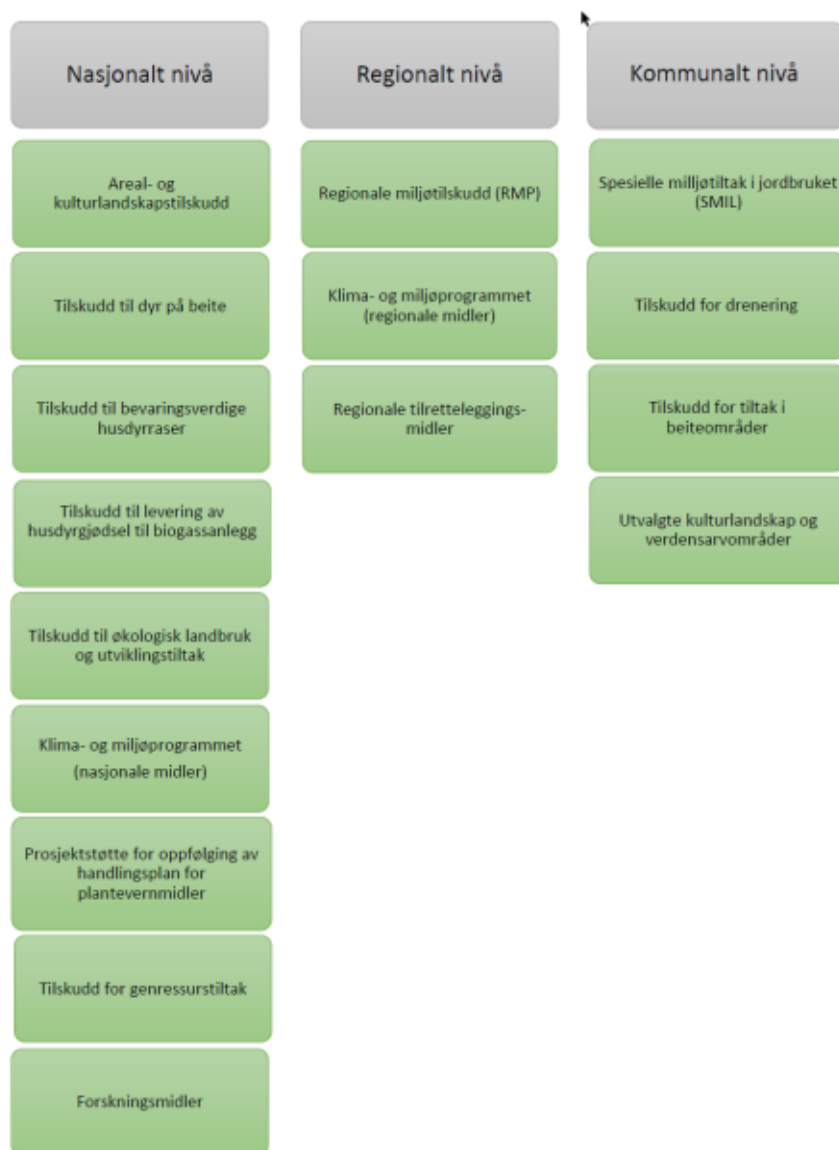 Nasjonalt nivå
Areal- og
kulturlandskapstilskudd
Tilskudd til dyr på beite
Tilskudd til bevaringsverdige
husdyrraser
Tilskudd til levering av
husdyrgjødsel til biogassanlegg
Tilskudd til økologisk landbruk
og utviklingstiltak
Klima- og miljøprogrammet
(nasjonale midler)
Prosjektstøtte for oppfølging av
handlingsplan for
plantevernmidler
Tilskudd for genressurstiltak
Forskningsmidler
Regionalt nivå
Regionale miljøtilskudd (RMP)
Klima- og miljøprogrammet
(regionale midler)
Regionale tilretteleggings-
midler
Kommunalt nivå
Spesielle milljøtiltak i jordbruket
(SMIL)
Tilskudd for drenering
Tilskudd for tiltak i
beiteområder
Utvalgte kulturlandskap og
verdensarvområder